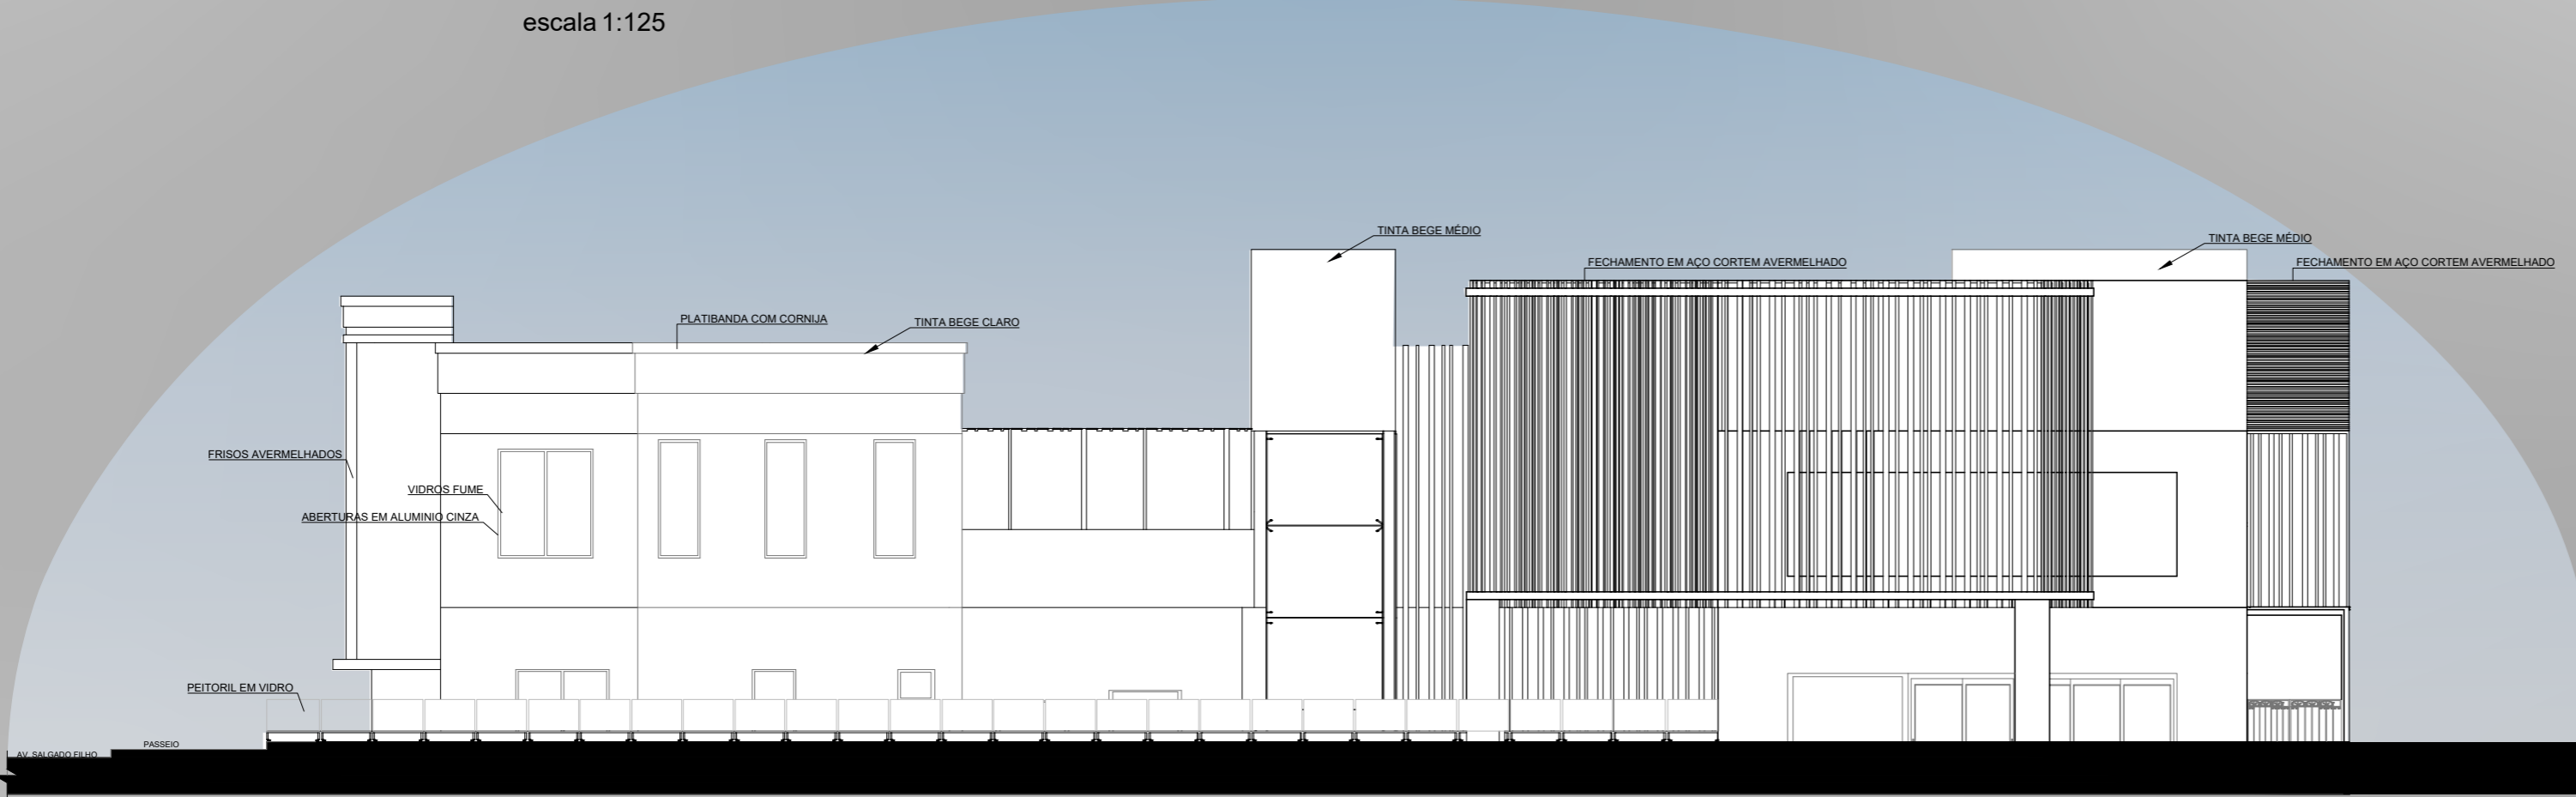 escala 1:125
TINTA BEGE MÉDIO
TINTA BEGE MÉDIO
FECHAMENTO EM AÇO CORTEM AVERMELHADO
FECHAMENTO EM AÇO CORTEM AVERMELHADO
PLATIBANDA COM CORNIJA
TINTA BEGE CLARO
FRISOS AVERMELHADOS
VIDROS FUME
ABERTURAS EM ALUMINIO CINZA
PEITORIL EM VIDRO
PASSEIO
AV. SALGADO FILHO